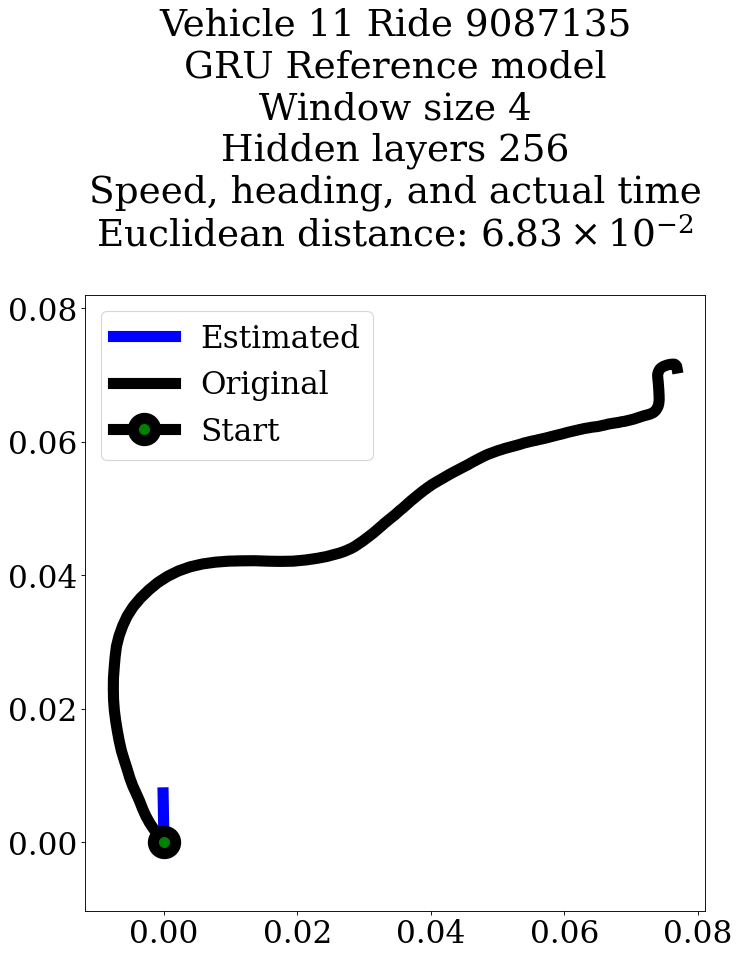 Vehicle 11 Ride 9087135
GRU Reference model
Window size 4
Hidden layers 256
Speed, heading, and actual time
Euclidean distance: 6.83 × 10⁻²
0.08
0.06
0.04
0.02
0.00
Estimated
Original
Start
0.00 0.02 0.04 0.06 0.08